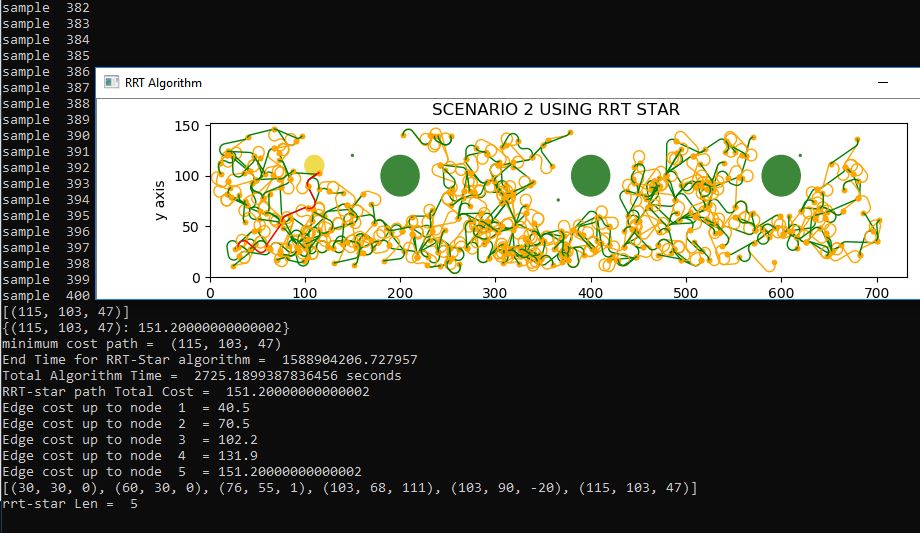 sample  382
sample  383
sample  384
sample  385
sample  386
sample  387
sample  388
sample  389
sample  390
sample  391
sample  392
sample  393
sample  394
sample  395
sample  396
sample  397
sample  398
sample  399
sample  400
RRT Algorithm
SCENARIO 2 USING RRT STAR
150
100
50
0
y axis
0 100 200 300 400 500 600 700
[(115, 103, 47)]
{(115, 103, 47): 151.20000000000002}
minimum cost path =  (115, 103, 47)
End Time for RRT-Star algorithm =  1588904206.727957
Total Algorithm Time =  2725.1899387836456 seconds
RRT-star path Total Cost =  151.20000000000002
Edge cost up to node  1  = 40.5
Edge cost up to node  2  = 70.5
Edge cost up to node  3  = 102.2
Edge cost up to node  4  = 131.9
Edge cost up to node  5  = 151.20000000000002
[(30, 30, 0), (60, 30, 0), (76, 55, 1), (103, 68, 111), (103, 90, -20), (115, 103, 47)]
rrt-star Len =  5